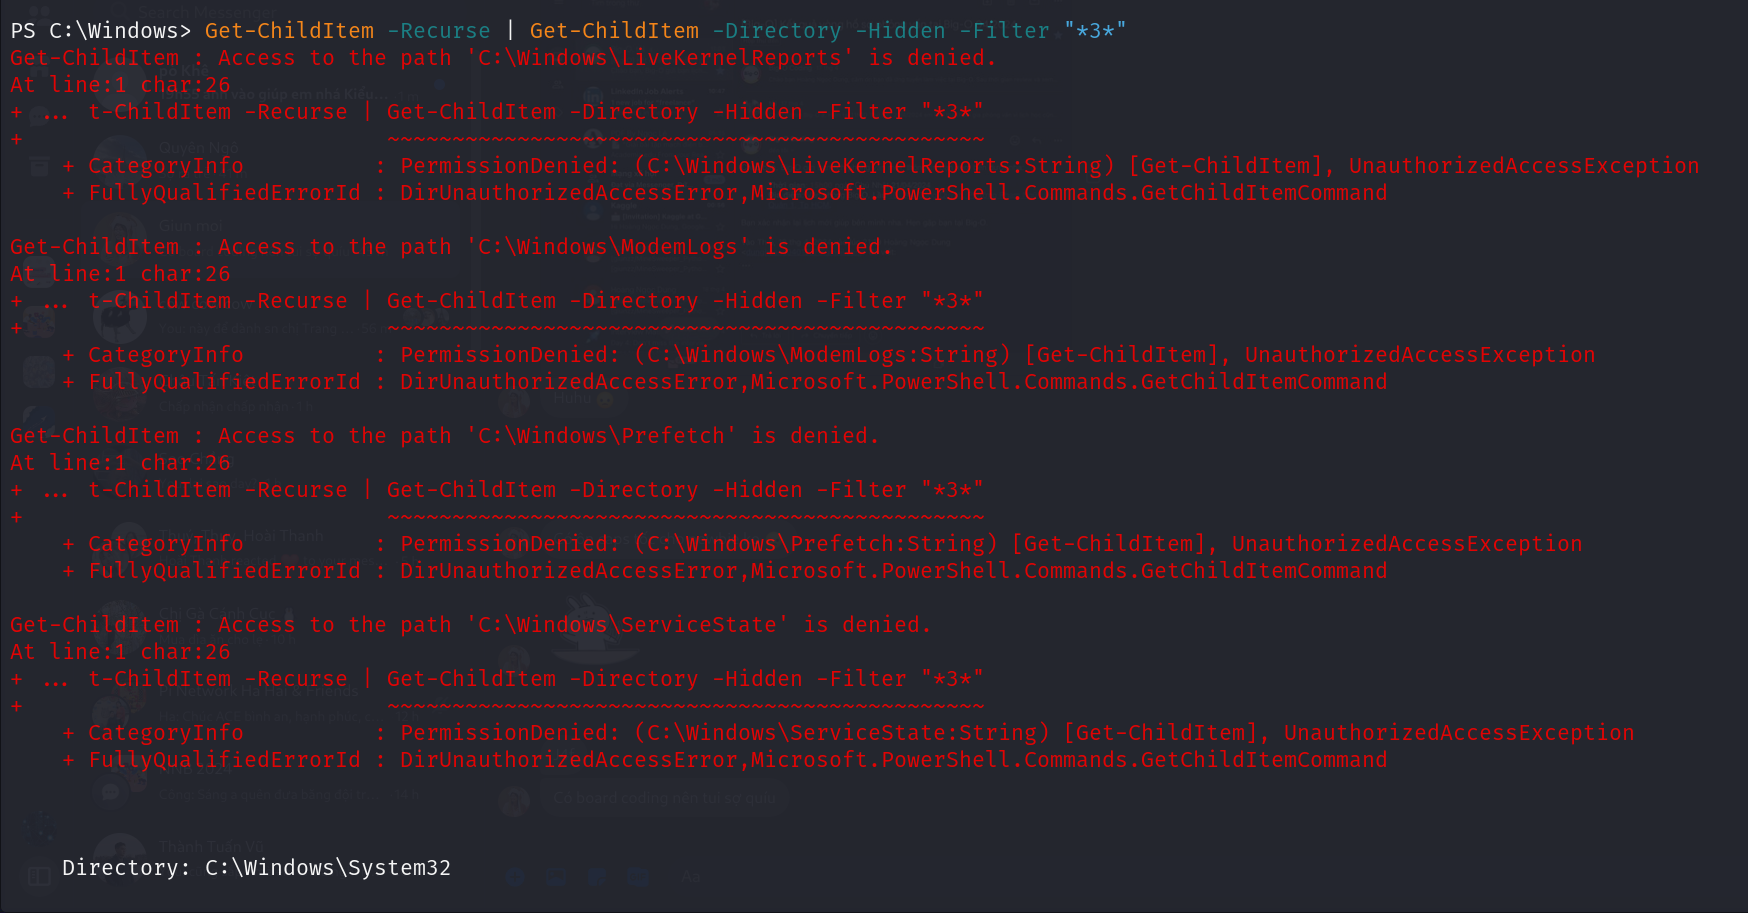 PS C:\Windows> Get-ChildItem -Recurse | Get-ChildItem -Directory -Hidden -Filter "*3*"
Get-ChildItem : Access to the path 'C:\Windows\LiveKernelReports' is denied.
At line:1 char:26
+ ... t-ChildItem -Recurse | Get-ChildItem -Directory -Hidden -Filter "*3*"
+                            ~~~~~~~~~~~~~~~~~~~~~~~~~~~~~~~~~~~~~~~~~~~~~~
    + CategoryInfo          : PermissionDenied: (C:\Windows\LiveKernelReports:String) [Get-ChildItem], UnauthorizedAccessException
    + FullyQualifiedErrorId : DirUnauthorizedAccessError,Microsoft.PowerShell.Commands.GetChildItemCommand
Get-ChildItem : Access to the path 'C:\Windows\ModemLogs' is denied.
At line:1 char:26
+ ... t-ChildItem -Recurse | Get-ChildItem -Directory -Hidden -Filter "*3*"
+                            ~~~~~~~~~~~~~~~~~~~~~~~~~~~~~~~~~~~~~~~~~~~~~~
    + CategoryInfo          : PermissionDenied: (C:\Windows\ModemLogs:String) [Get-ChildItem], UnauthorizedAccessException
    + FullyQualifiedErrorId : DirUnauthorizedAccessError,Microsoft.PowerShell.Commands.GetChildItemCommand
Get-ChildItem : Access to the path 'C:\Windows\Prefetch' is denied.
At line:1 char:26
+ ... t-ChildItem -Recurse | Get-ChildItem -Directory -Hidden -Filter "*3*"
+                            ~~~~~~~~~~~~~~~~~~~~~~~~~~~~~~~~~~~~~~~~~~~~~~
    + CategoryInfo          : PermissionDenied: (C:\Windows\Prefetch:String) [Get-ChildItem], UnauthorizedAccessException
    + FullyQualifiedErrorId : DirUnauthorizedAccessError,Microsoft.PowerShell.Commands.GetChildItemCommand
Get-ChildItem : Access to the path 'C:\Windows\ServiceState' is denied.
At line:1 char:26
+ ... t-ChildItem -Recurse | Get-ChildItem -Directory -Hidden -Filter "*3*"
+                            ~~~~~~~~~~~~~~~~~~~~~~~~~~~~~~~~~~~~~~~~~~~~~~
    + CategoryInfo          : PermissionDenied: (C:\Windows\ServiceState:String) [Get-ChildItem], UnauthorizedAccessException
    + FullyQualifiedErrorId : DirUnauthorizedAccessError,Microsoft.PowerShell.Commands.GetChildItemCommand
    Directory: C:\Windows\System32